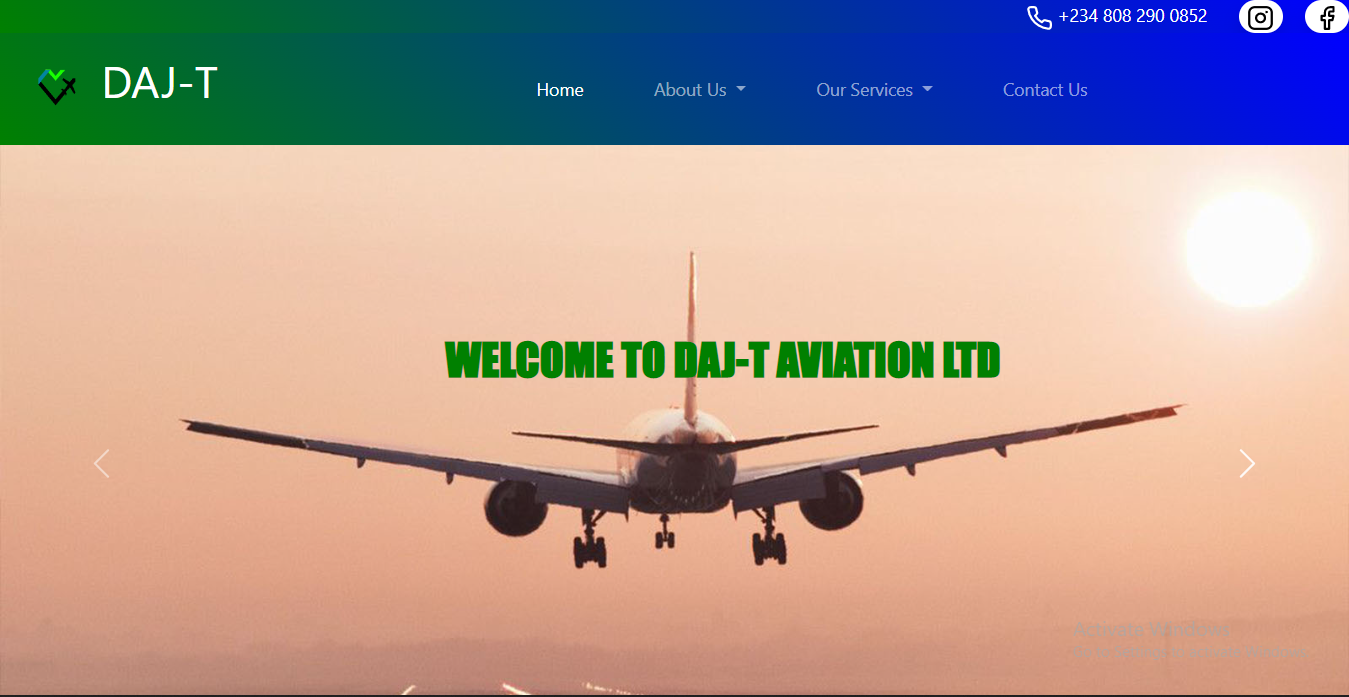 +234 808 290 0852
DAJ-T
Home
About Us
Our Services
Contact Us
WELCOME TO DAJ-T AVIATION LTD
Activate Windows